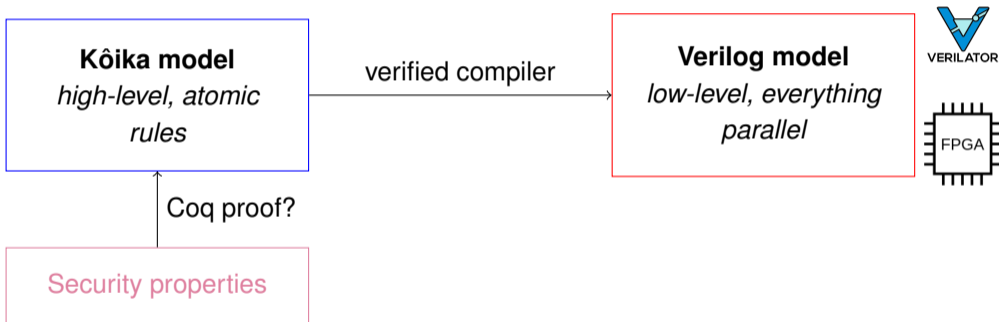 Kôika model
high-level, atomic
rules
verified compiler
Verilog model
low-level, everything
parallel
VERILATOR
FPGA
Coq proof?
Security properties